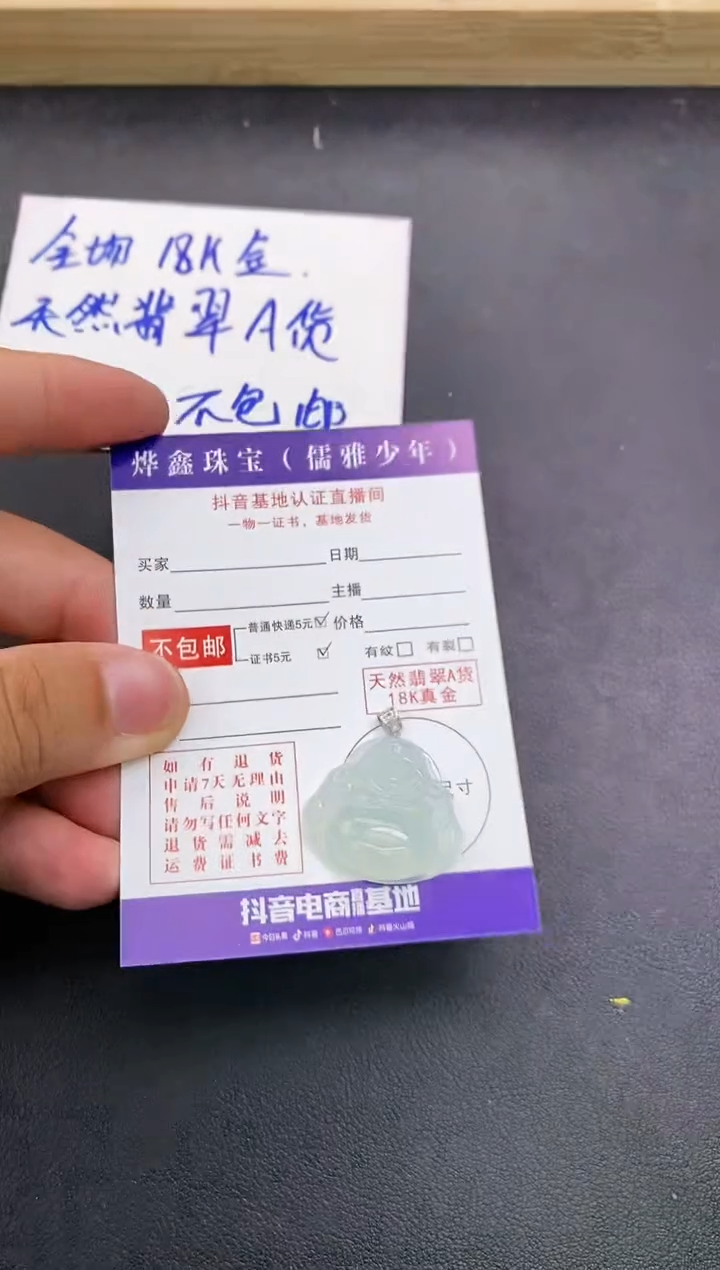 全场 18K金.
天然翡翠A货
不包邮
烨鑫珠宝（儒雅少年）
抖音基地认证直播间
一物一证书，基地发货
买家 日期
数量 主播
不包邮 普通快递5元☑ 价格
证书5元 ☑ 有纹□ 有裂□
天然翡翠A货
18K真金
尺寸
如有退货
申请7天无理由
售后说明
请勿写任何文字
退货需减去
运费证书费
抖音电商直播基地
今日头条 抖音 西瓜视频 抖音火山版